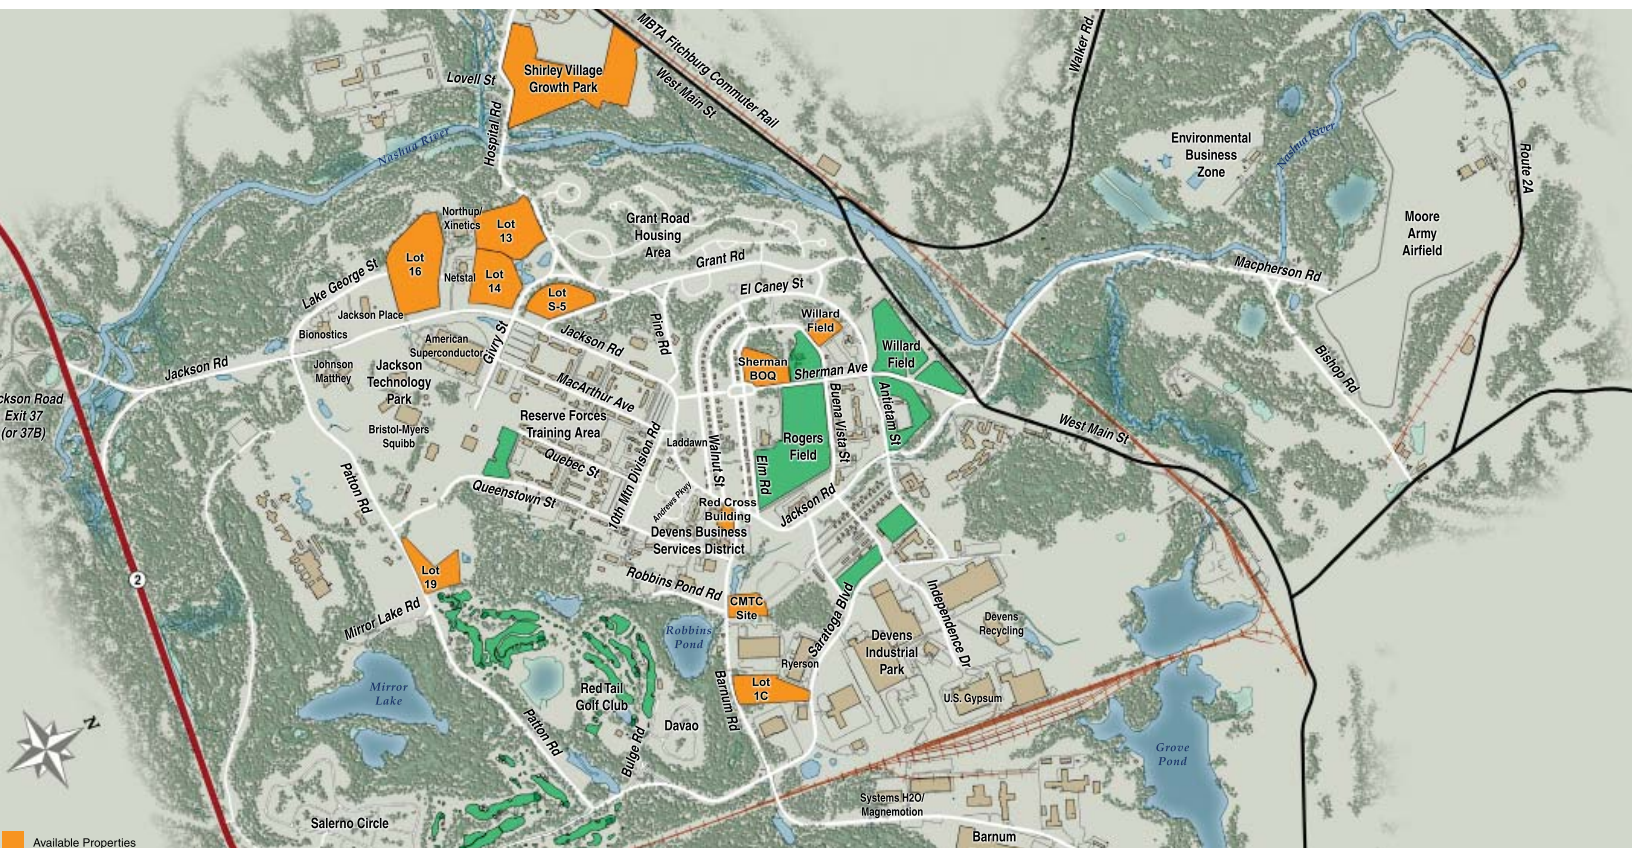 MBTA Fitchburg Commuter Rail
West Main St
Walker Rd.
Lovell St
Shirley Village
Growth Park
Hospital Rd
Nashua River
Environmental
Business
Zone
Nashua River
Route 2A
Moore
Army
Airfield
Macpherson Rd
Bishop Rd
Northup/
Xinetics
Lot
13
Grant Road
Housing
Area
Grant Rd
Lot
16
Netstal
Lot
14
Lot
S-5
El Caney St
Lake George St
Jackson Place
Bionostics
Willard
Field
Pine Rd
Jackson Rd
Givry St
American
Superconductor
Willard
Field
Jackson Rd
Johnson
Matthey
Jackson
Technology
Park
Sherman
BOQ
Sherman Ave
MacArthur Ave
ckson Road
Exit 37
(or 37B)
Reserve Forces
Training Area
Bristol-Myers
Squibb
Buena Vista St
Antietam St
West Main St
Laddawn
Walnut St
Rogers
Field
Elm Rd
Quebec St
10th Mtn Division Rd
Patton Rd
Queenstown St
Andrews Pkwy
Red Cross
Building
Jackson Rd
Devens Business
Services District
2
Lot
19
Robbins Pond Rd
CMTC
Site
Saratoga Blvd
Independence Dr
Devens
Recycling
Mirror Lake Rd
Robbins
Pond
Devens
Industrial
Park
Ryerson
Lot
1C
U.S. Gypsum
Mirror
Lake
Red Tail
Golf Club
Barnum Rd
N
Patton Rd
Bulge Rd
Davao
Grove
Pond
Systems H2O/
Magnemotion
Salerno Circle
Barnum
Available Properties